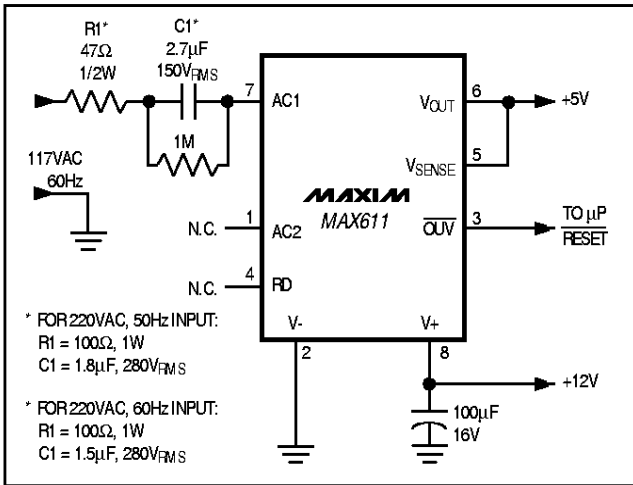 R1*
47Ω
1/2W
C1*
2.7µF
150VRMS
7
AC1
1M
117VAC
60Hz
N.C.
1
AC2
N.C.
4
RD
MAXIM
MAX611
VOUT
6
+5V
VSENSE
5
OUV
3
TO µP
RESET
V-
2
V+
8
+12V
100µF
16V
* FOR 220VAC, 50Hz INPUT:
R1 = 100Ω, 1W
C1 = 1.8µF, 280VRMS
* FOR 220VAC, 60Hz INPUT:
R1 = 100Ω, 1W
C1 = 1.5µF, 280VRMS